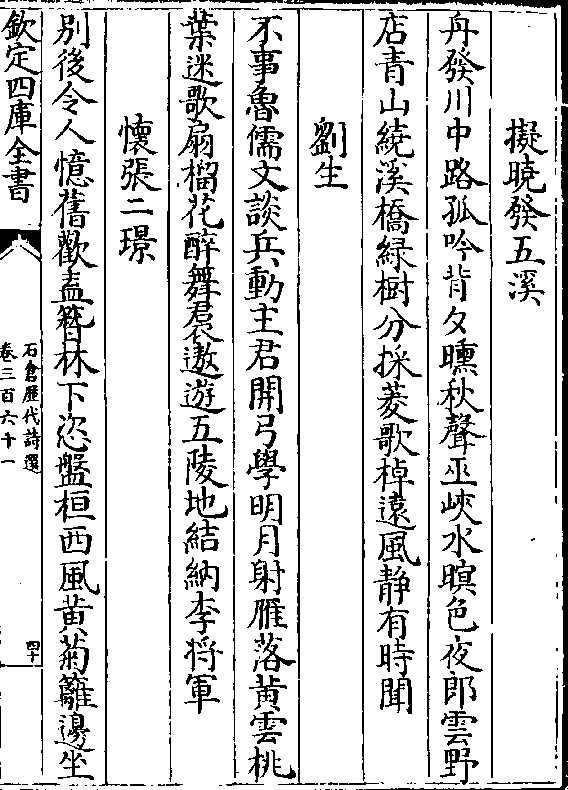 擬曉發五溪
舟發川中路孤吟背夕曛秋聲巫峽水暝色夜郎雲野
店青山繞溪橋緑樹分採菱歌棹遠風静有時聞
劉生
不事魯儒文談兵動主君開弓學明月射雁落黄雲桃
葉迷歌扇榴花醉舞裠遨遊五陵地結納李将軍
懷張二璟
别後令人憶舊歡盍簪林下恣盤桓西風黄菊籬邊坐
欽定四庫全書
石倉歷代詩選
卷三百六十一
四十